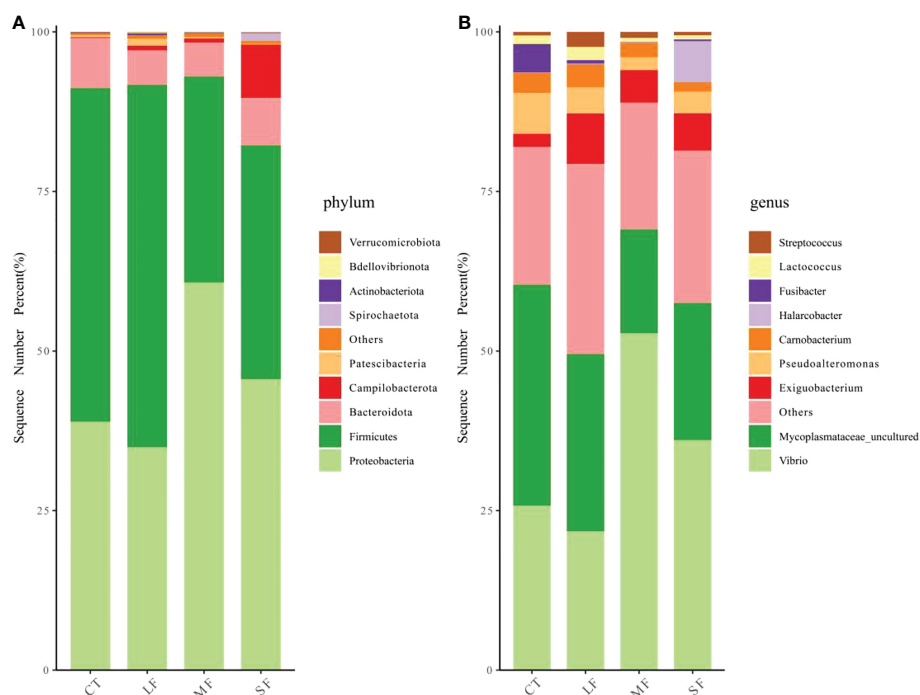 A
B
100
75
50
25
0
Sequence Number Percent(%)
CT
LF
MF
SF
phylum
Verrucomicrobiota
Bdellovibrionota
Actinobacteriota
Spirochaetota
Others
Patescibacteria
Campilobacterota
Bacteroidota
Firmicutes
Proteobacteria
100
75
50
25
0
Sequence Number Percent(%)
CT
LF
MF
SF
genus
Streptococcus
Lactococcus
Fusibacter
Halarcobacter
Carnobacterium
Pseudoalteromonas
Exiguobacterium
Others
Mycoplasmataceae_uncultured
Vibrio